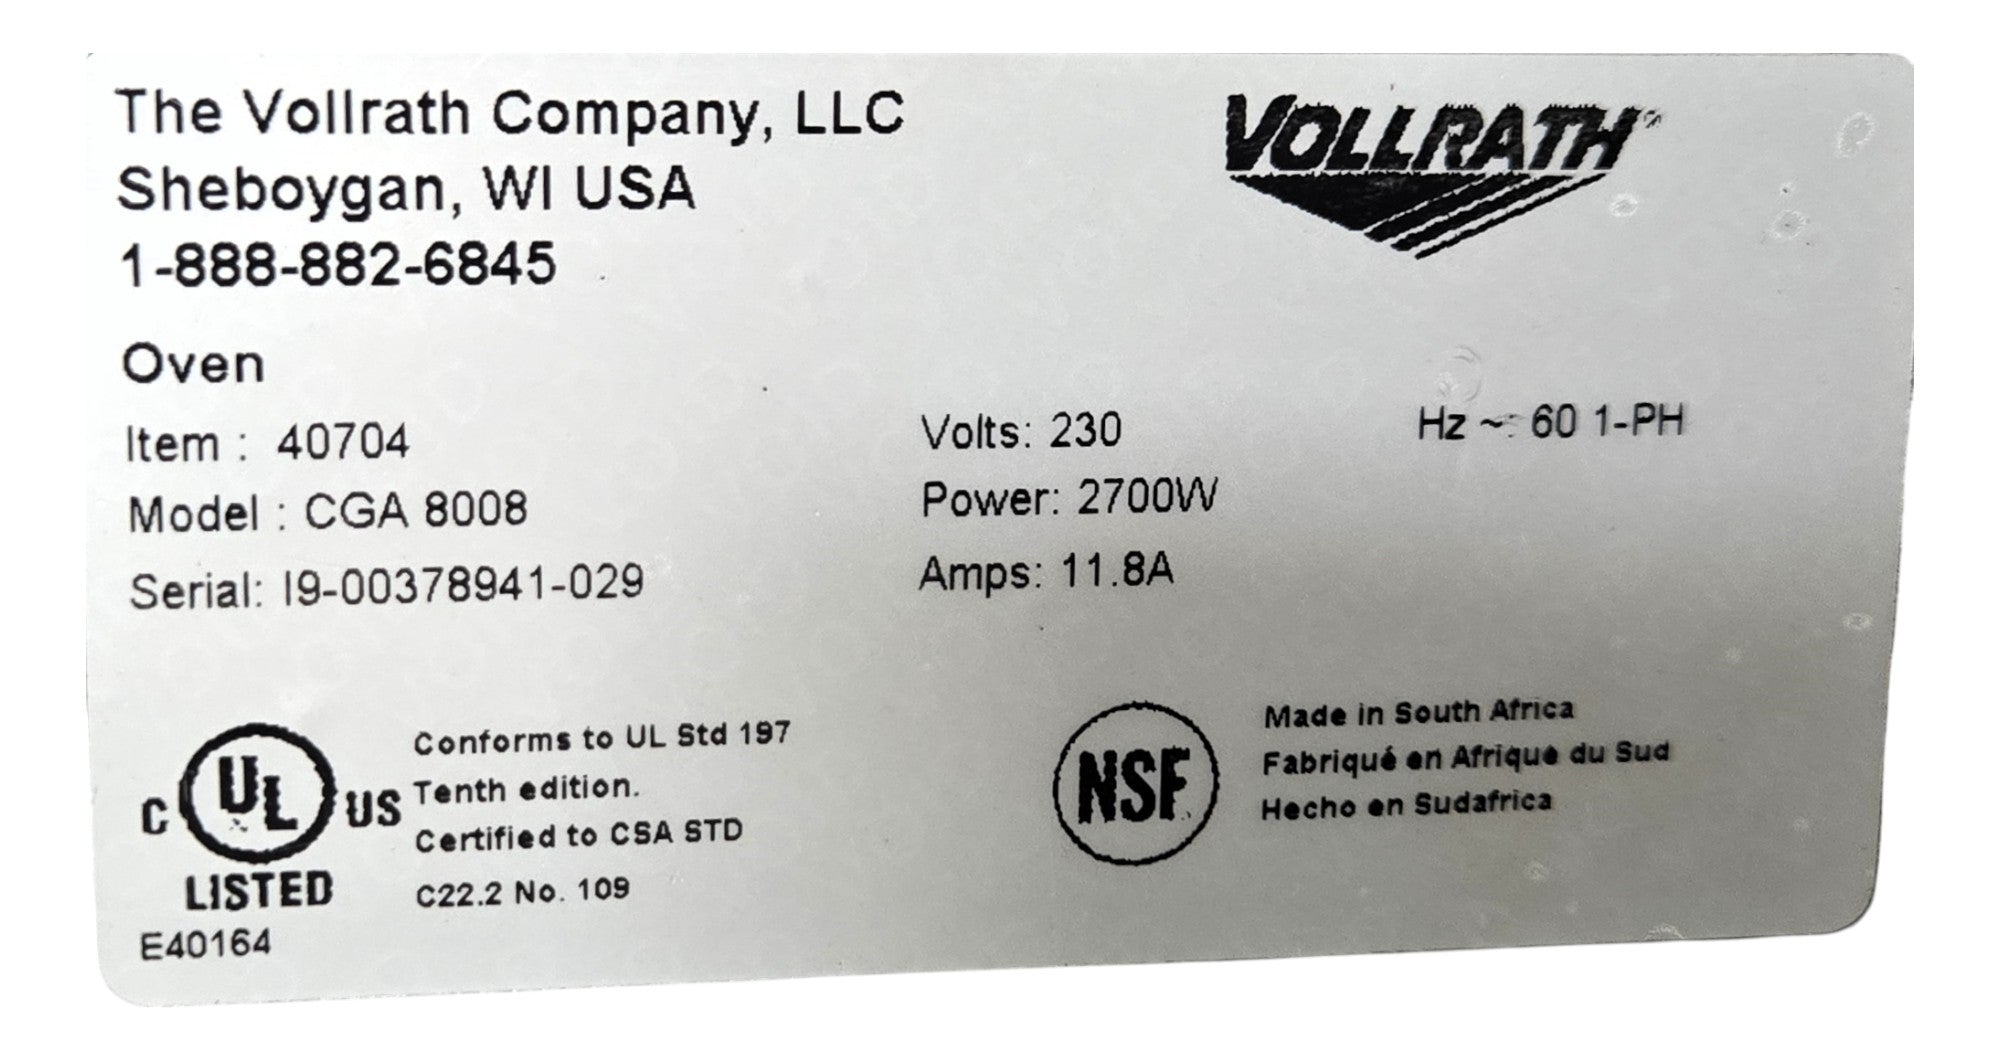 The Vollrath Company, LLC
Sheboygan, WI USA
1-888-882-6845
VOLLRATH
Oven
Item : 40704
Model : CGA 8008
Serial: I9-00378941-029
Volts: 230
Power: 2700W
Amps: 11.8A
Hz ~ 60 1-PH
C UL US
LISTED
E40164
Conforms to UL Std 197
Tenth edition.
Certified to CSA STD
C22.2 No. 109
NSF
Made in South Africa
Fabriqué en Afrique du Sud
Hecho en Sudafrica